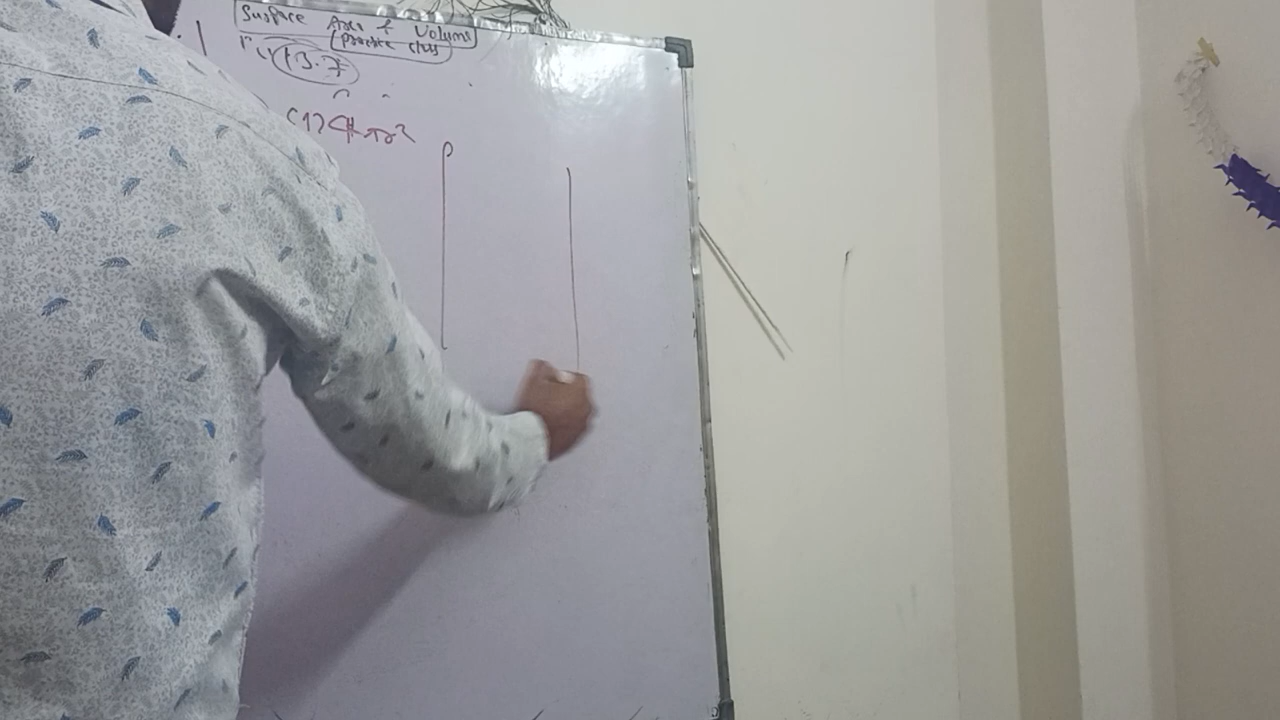 Surface Area & Volume
Practice class
13.7
(1) 4πr²